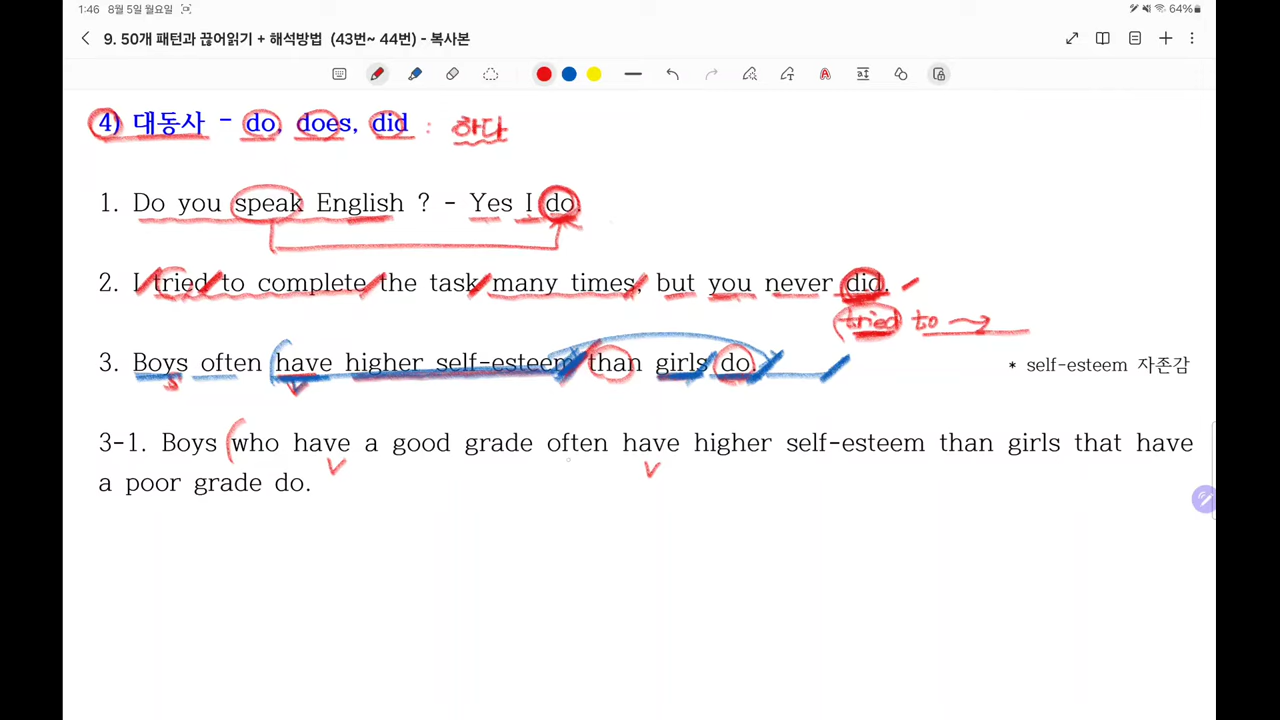 1:46 8월 5일 월요일 64%
9. 50개 패턴과 끊어읽기 + 해석방법 (43번~ 44번) - 복사본
4) 대동사 - do, does, did : 하다
1. Do you speak English ? - Yes I do.
2. I tried to complete the task many times, but you never did.
tried to
3. Boys often have higher self-esteem than girls do. * self-esteem 자존감
S
V
3-1. Boys who have a good grade often have higher self-esteem than girls that have
V V
a poor grade do.